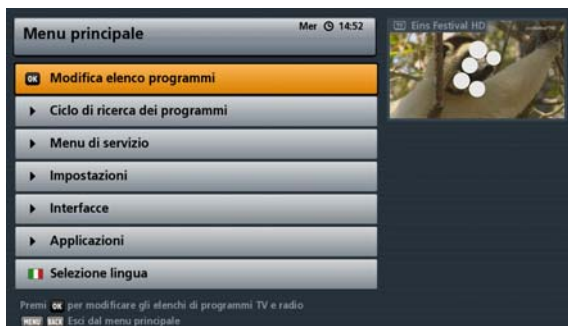 Menu principale
Mer 14:52
TV Eins Festival HD
OK Modifica elenco programmi
Ciclo di ricerca dei programmi
Menu di servizio
Impostazioni
Interfacce
Applicazioni
Selezione lingua
Premi OK per modificare gli elenchi di programmi TV e radio
MENU BACK Esci dal menu principale